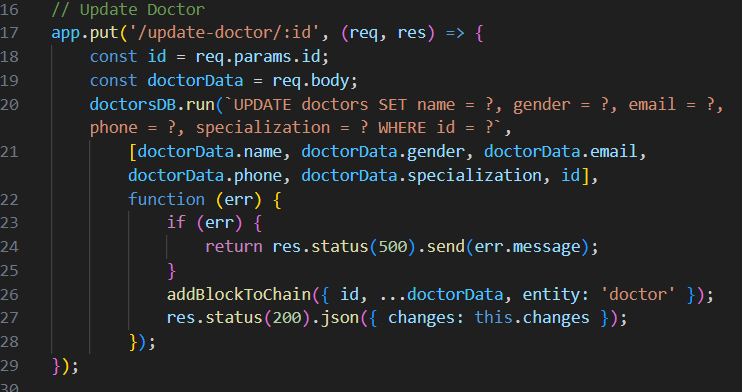 16 // Update Doctor
17 app.put('/update-doctor/:id', (req, res) => {
18     const id = req.params.id;
19     const doctorData = req.body;
20     doctorsDB.run(`UPDATE doctors SET name = ?, gender = ?, email = ?,
    phone = ?, specialization = ? WHERE id = ?`,
21         [doctorData.name, doctorData.gender, doctorData.email,
        doctorData.phone, doctorData.specialization, id],
22         function (err) {
23             if (err) {
24                 return res.status(500).send(err.message);
25             }
26             addBlockToChain({ id, ...doctorData, entity: 'doctor' });
27             res.status(200).json({ changes: this.changes });
28         });
29 });
30